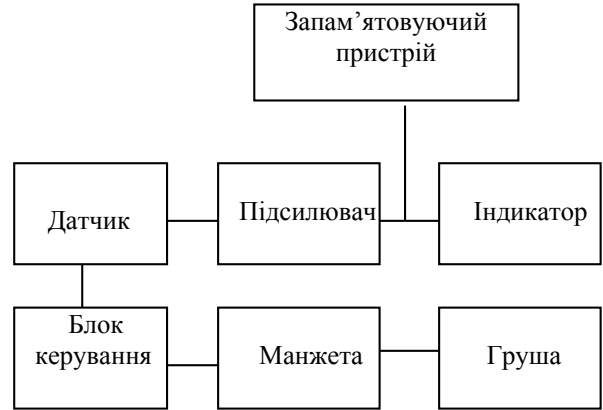 Запам’ятовуючий
пристрій
Датчик
Підсилювач
Індикатор
Блок
керування
Манжета
Груша